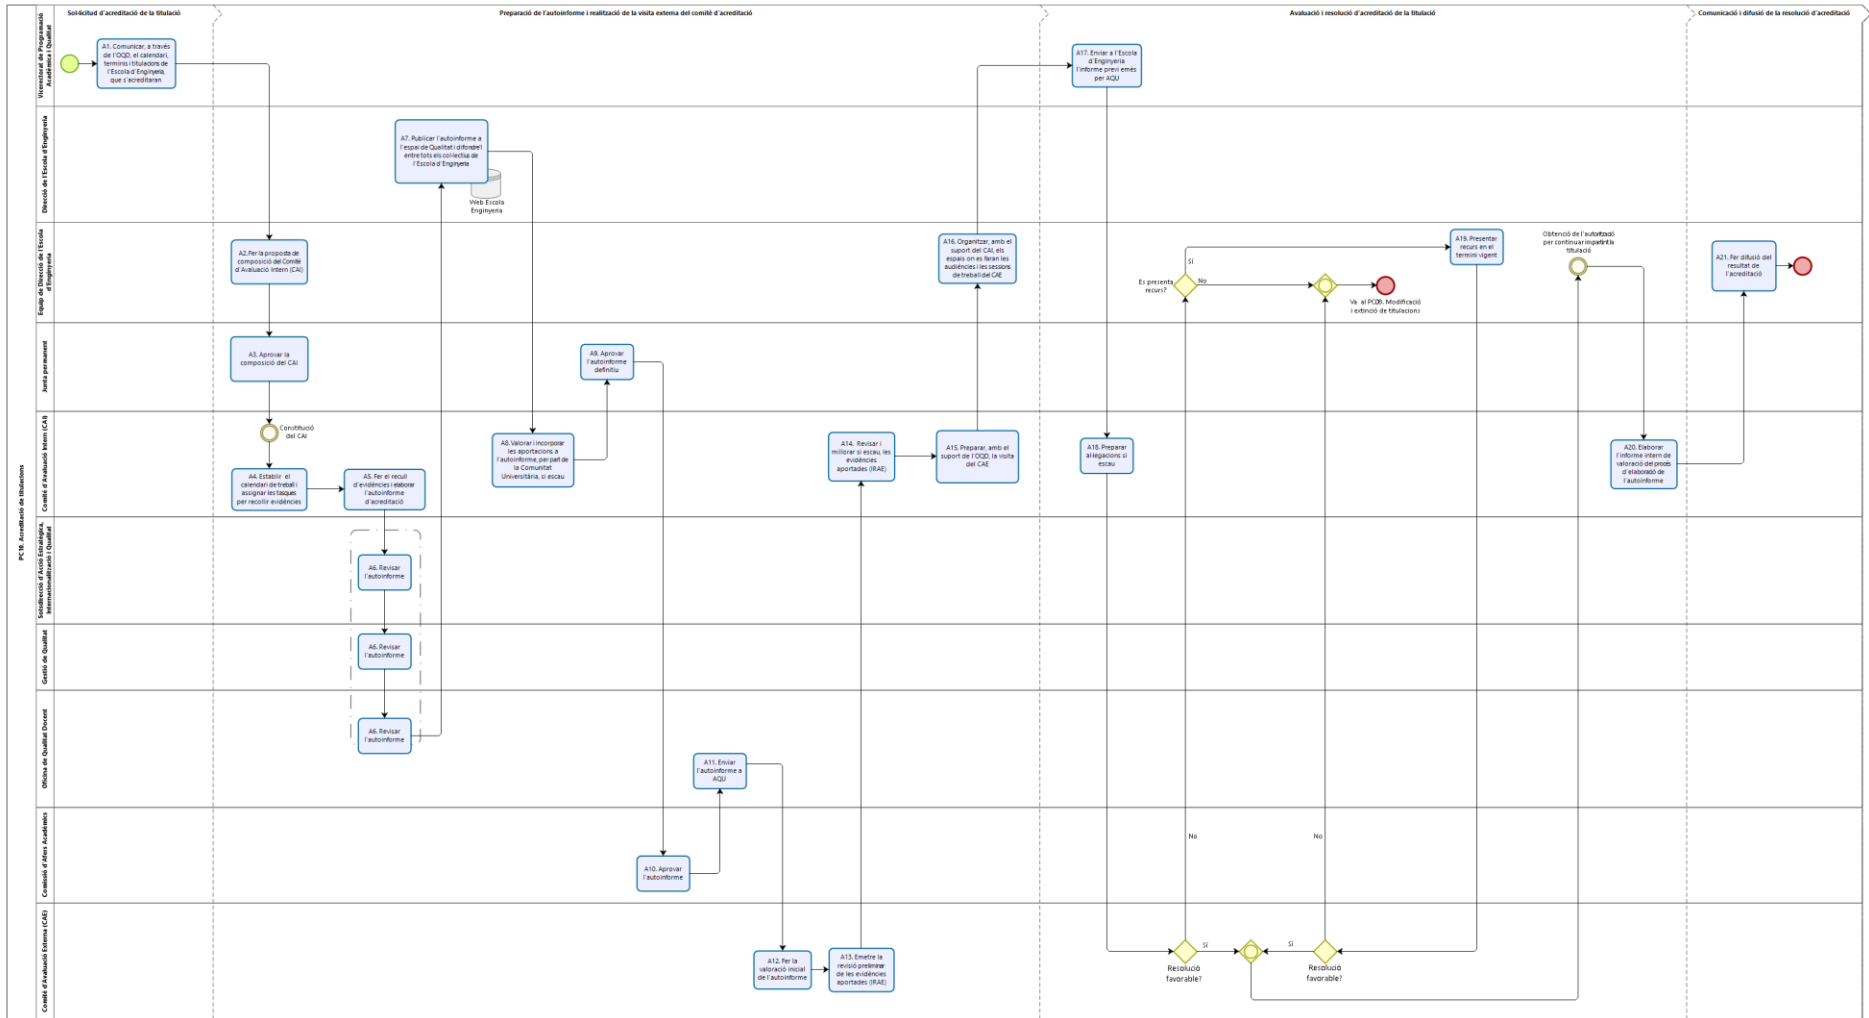 Sol·licitud d'acreditació de la titulació
Preparació de l'autoinforme i realització de la visita externa del comitè d'acreditació
Avaluació i resolució d'acreditació de la titulació
Comunicació i difusió de la resolució d'acreditació
PC10. Acreditació de titulacions
Vicerectorat de Programació
Acadèmica i Qualitat
A1. Comunicar, a través
de l'OQD, el calendari,
terminis i titulacions de
l'Escola d'Enginyeria,
que s'acreditaran
A17. Enviar a l'Escola
d'Enginyeria
l'informe previ emès
per AQU
Direcció de l'Escola d'Enginyeria
A7. Publicar l'autoinforme a
l'espai de Qualitat i difondre'l
entre tots els col·lectius de
l'Escola d'Enginyeria
Web Escola
Enginyeria
Equip de Direcció de l'Escola
d'Enginyeria
A2. Fer la proposta de
composició del Comitè
d'Avaluació Intern (CAI)
A16. Organitzar, amb el
suport del CAI, els
espais on es faran les
audiències i les sessions
de treball del CAE
Es presenta
recurs?
Sí
No
Va al PC08. Modificació
i extinció de titulacions
A19. Presentar
recurs en el
termini vigent
Obtenció de l'autorització
per continuar impartint la
titulació
A21. Fer difusió del
resultat de
l'acreditació
Junta permanent
A3. Aprovar la
composició del CAI
A9. Aprovar
l'autoinforme
definitiu
Comitè d'Avaluació Intern (CAI)
Constitució
del CAI
A4. Establir el
calendari de treball i
assignar les tasques
per recollir evidències
A5. Fer el recull
d'evidències i elaborar
l'autoinforme
d'acreditació
A8. Valorar i incorporar
les aportacions a
l'autoinforme, per part de
la Comunitat
Universitària, si escau
A14. Revisar i
millorar si escau, les
evidències
aportades (IRAE)
A15. Preparar, amb el
suport de l'OQD, la visita
del CAE
A18. Preparar
al·legacions si
escau
A20. Elaborar
l'informe intern de
valoració del procés
d'elaboració de
l'autoinforme
Sotsdirecció d'Acció Estratègica,
Internacionalització i Qualitat
A6. Revisar
l'autoinforme
Gestió de Qualitat
A6. Revisar
l'autoinforme
Oficina de Qualitat Docent
A6. Revisar
l'autoinforme
A11. Enviar
l'autoinforme a
AQU
Comissió d'Afers Acadèmics
A10. Aprovar
l'autoinforme
No
No
Comitè d'Avaluació Externa (CAE)
A12. Fer la
valoració inicial
de l'autoinforme
A13. Emetre la
revisió preliminar
de les evidències
aportades (IRAE)
Sí
Sí
Resolució
favorable?
Resolució
favorable?